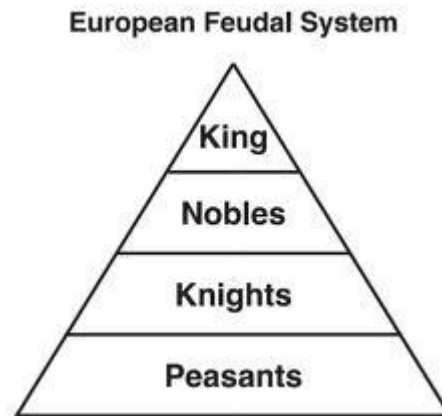 European Feudal System
King
Nobles
Knights
Peasants